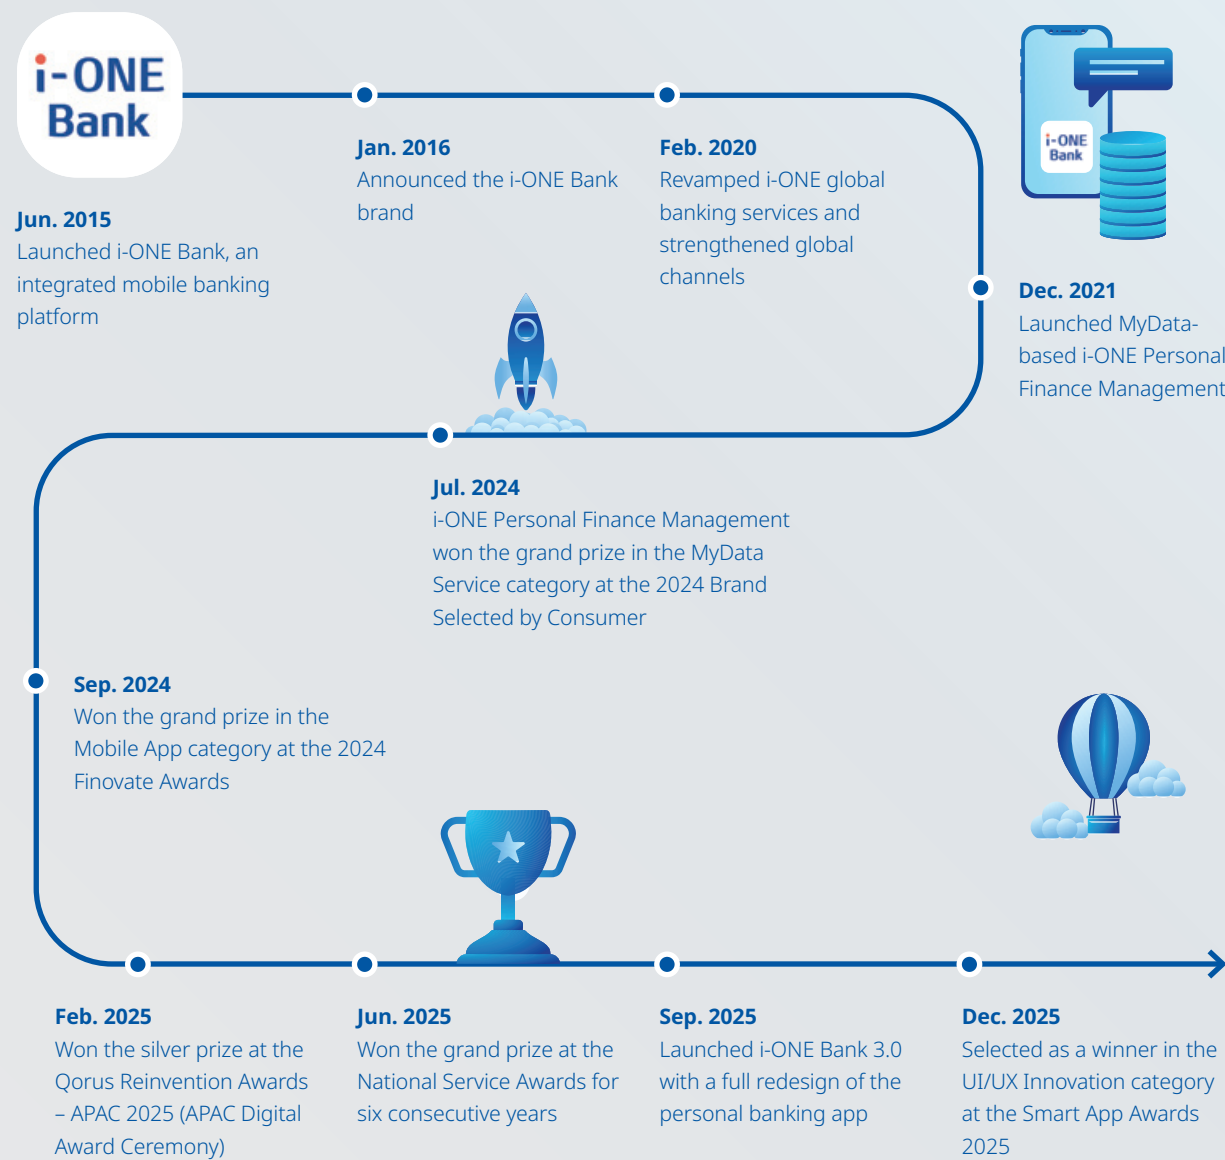 i-ONE
Bank
Jun. 2015
Launched i-ONE Bank, an
integrated mobile banking
platform
Jan. 2016
Announced the i-ONE Bank
brand
Feb. 2020
Revamped i-ONE global
banking services and
strengthened global
channels
i-ONE
Bank
Dec. 2021
Launched MyData-
based i-ONE Personal
Finance Management
Jul. 2024
i-ONE Personal Finance Management
won the grand prize in the MyData
Service category at the 2024 Brand
Selected by Consumer
Sep. 2024
Won the grand prize in the
Mobile App category at the 2024
Finovate Awards
Feb. 2025
Won the silver prize at the
Qorus Reinvention Awards
– APAC 2025 (APAC Digital
Award Ceremony)
Jun. 2025
Won the grand prize at the
National Service Awards for
six consecutive years
Sep. 2025
Launched i-ONE Bank 3.0
with a full redesign of the
personal banking app
Dec. 2025
Selected as a winner in the
UI/UX Innovation category
at the Smart App Awards
2025